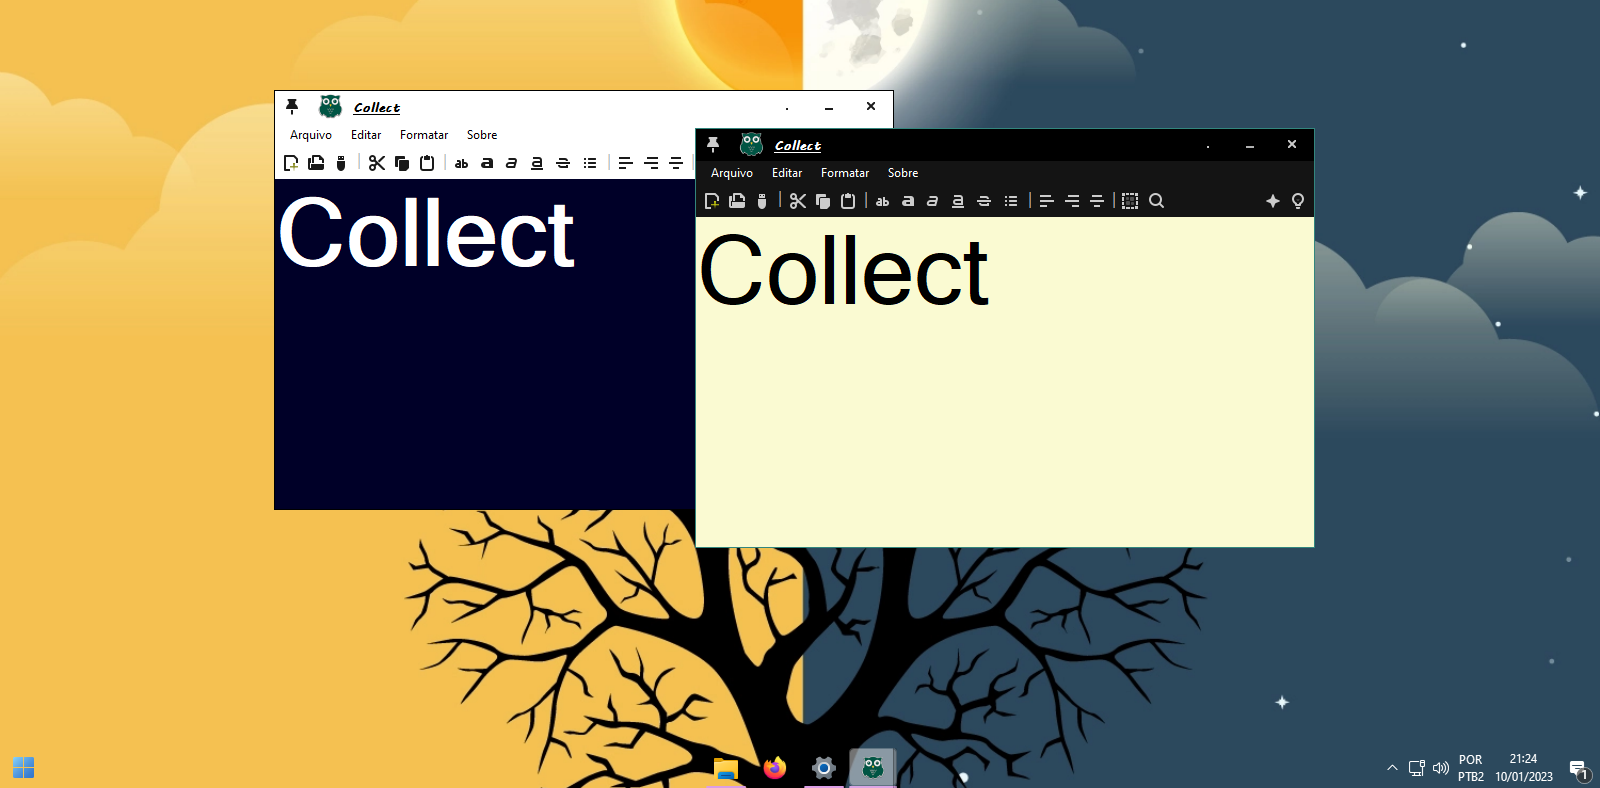 Collect
Arquivo Editar Formatar Sobre
ab a a a
Collect
Collect
Arquivo Editar Formatar Sobre
ab a a a
Collect
POR
PTB2
21:24
10/01/2023
1